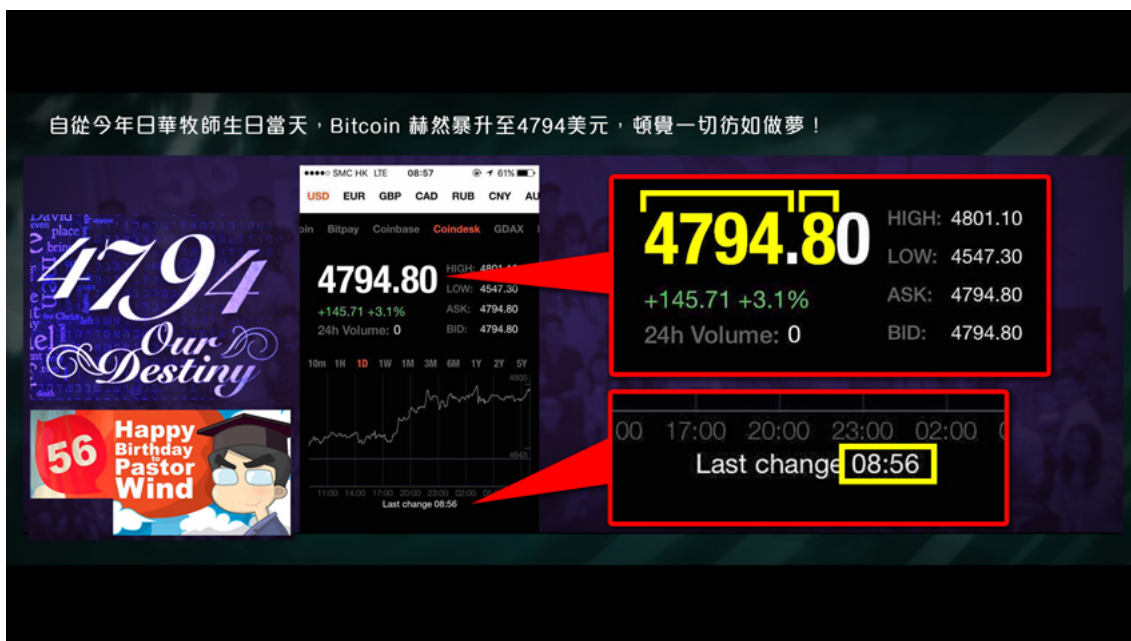 自從今年日華牧師生日當天，Bitcoin 赫然暴升至4794美元，頓覺一切彷如做夢！
4794
Our
Destiny
56
Happy
Birthday
to
Pastor
Wind
SMC HK LTE 08:57 61%
USD EUR GBP CAD RUB CNY AU
Bitpay Coinbase Coindesk GDAX
4794.80
+145.71 +3.1%
24h Volume: 0
HIGH: 4801.10
LOW: 4547.30
ASK: 4794.80
BID: 4794.80
10m 1H 1D 1W 1M 3M 6M 1Y 2Y 5Y
4805
4645
11:00 14:00 17:00 20:00 23:00 02:00
Last change 08:56
4794.80
+145.71 +3.1%
24h Volume: 0
HIGH: 4801.10
LOW: 4547.30
ASK: 4794.80
BID: 4794.80
00 17:00 20:00 23:00 02:00
Last change 08:56